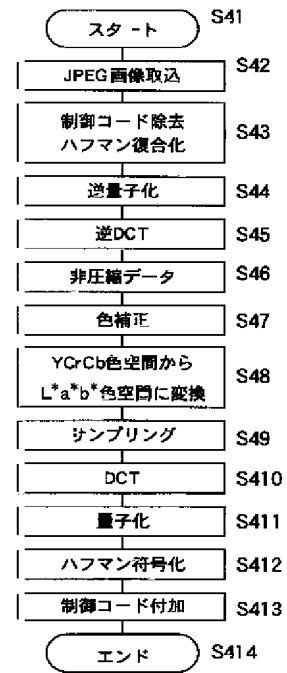 スタート S41
JPEG画像取込 S42
制御コード除去
ハフマン復合化 S43
逆量子化 S44
逆DCT S45
非圧縮データ S46
色補正 S47
YCrCb色空間から
L*a*b*色空間に変換 S48
サンプリング S49
DCT S410
量子化 S411
ハフマン符号化 S412
制御コード付加 S413
エンド S414